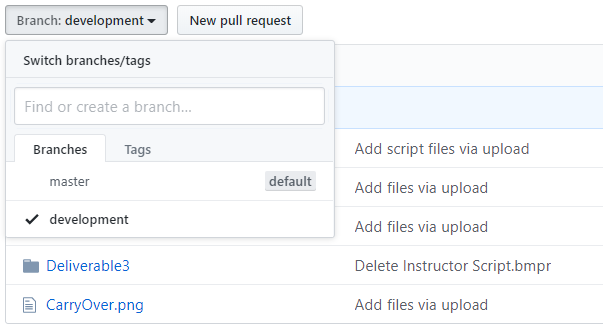 Branch: development New pull request
Switch branches/tags
Find or create a branch...
Branches Tags
Add script files via upload
master default
Add files via upload
development
Add files via upload
Deliverable3 Delete Instructor Script.bmpr
CarryOver.png Add files via upload